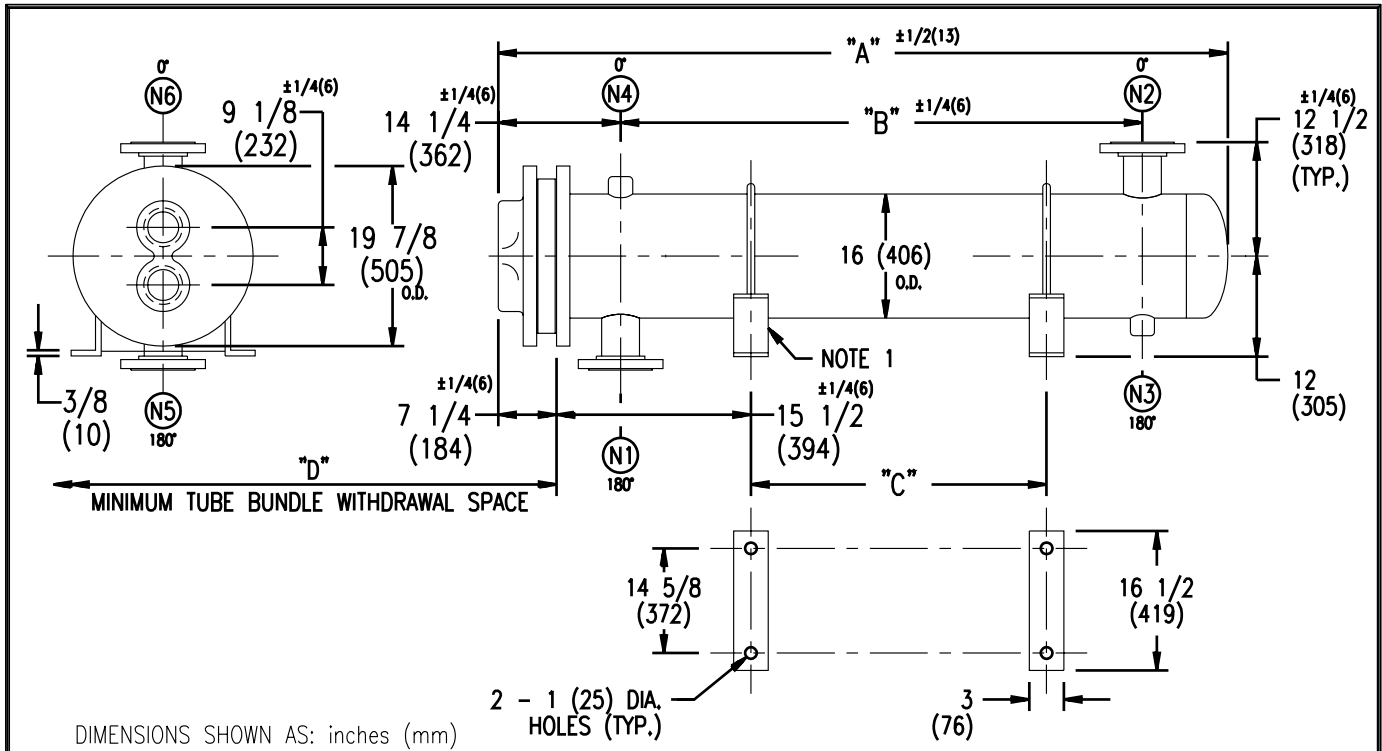 0°
N6
±1/4(6)
9 1/8
(232)
19 7/8
(505)
O.D.
3/8
(10)
N5
180°
"A" ±1/2(13)
±1/4(6)
14 1/4
(362)
0°
N4
"B" ±1/4(6)
0°
N2
±1/4(6)
12 1/2
(318)
(TYP.)
16 (406)
O.D.
NOTE 1
12
(305)
N3
180°
±1/4(6)
7 1/4
(184)
±1/4(6)
15 1/2
(394)
N1
180°
"D"
MINIMUM TUBE BUNDLE WITHDRAWAL SPACE
"C"
14 5/8
(372)
16 1/2
(419)
2 - 1 (25) DIA.
HOLES (TYP.)
3
(76)
DIMENSIONS SHOWN AS: inches (mm)